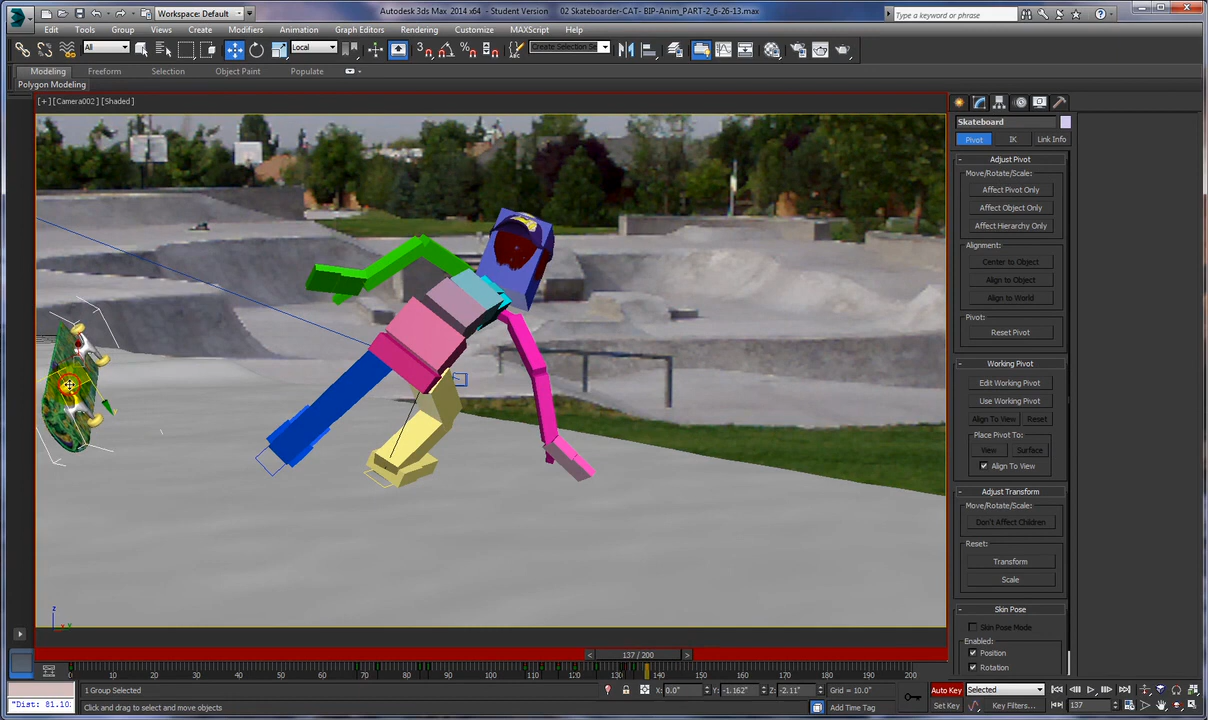 Workspace: Default
Autodesk 3ds Max 2014 x64 - Student Version 02 Skateboarder-CAT- BIP-Anim_PART-2_6-26-13.max
Type a keyword or phrase
Edit Tools Group Views Create Modifiers Animation Graph Editors Rendering Customize MAXScript Help
All Local Create Selection Se
Modeling Freeform Selection Object Paint Populate
Polygon Modeling
[+] [Camera002] [Shaded]
Skateboard
Pivot IK Link Info
- Adjust Pivot
Move/Rotate/Scale:
Affect Pivot Only
Affect Object Only
Affect Hierarchy Only
Alignment:
Center to Object
Align to Object
Align to World
Pivot:
Reset Pivot
- Working Pivot
Edit Working Pivot
Use Working Pivot
Align To View Reset
Place Pivot To:
View Surface
Align To View
- Adjust Transform
Move/Rotate/Scale:
Don't Affect Children
Reset:
Transform
Scale
- Skin Pose
Skin Pose Mode
Enabled:
Position
Rotation
z
< 137 / 200 >
0 10 20 30 40 50 60 70 80 90 100 110 120 130 140 150 160 170 180 190 200
1 Group Selected X: 0.0" Y: -1.162" Z: -2.11" Grid = 10.0" Auto Key Selected
"Dist: 81.10. Click and drag to select and move objects Add Time Tag Set Key Key Filters... 137